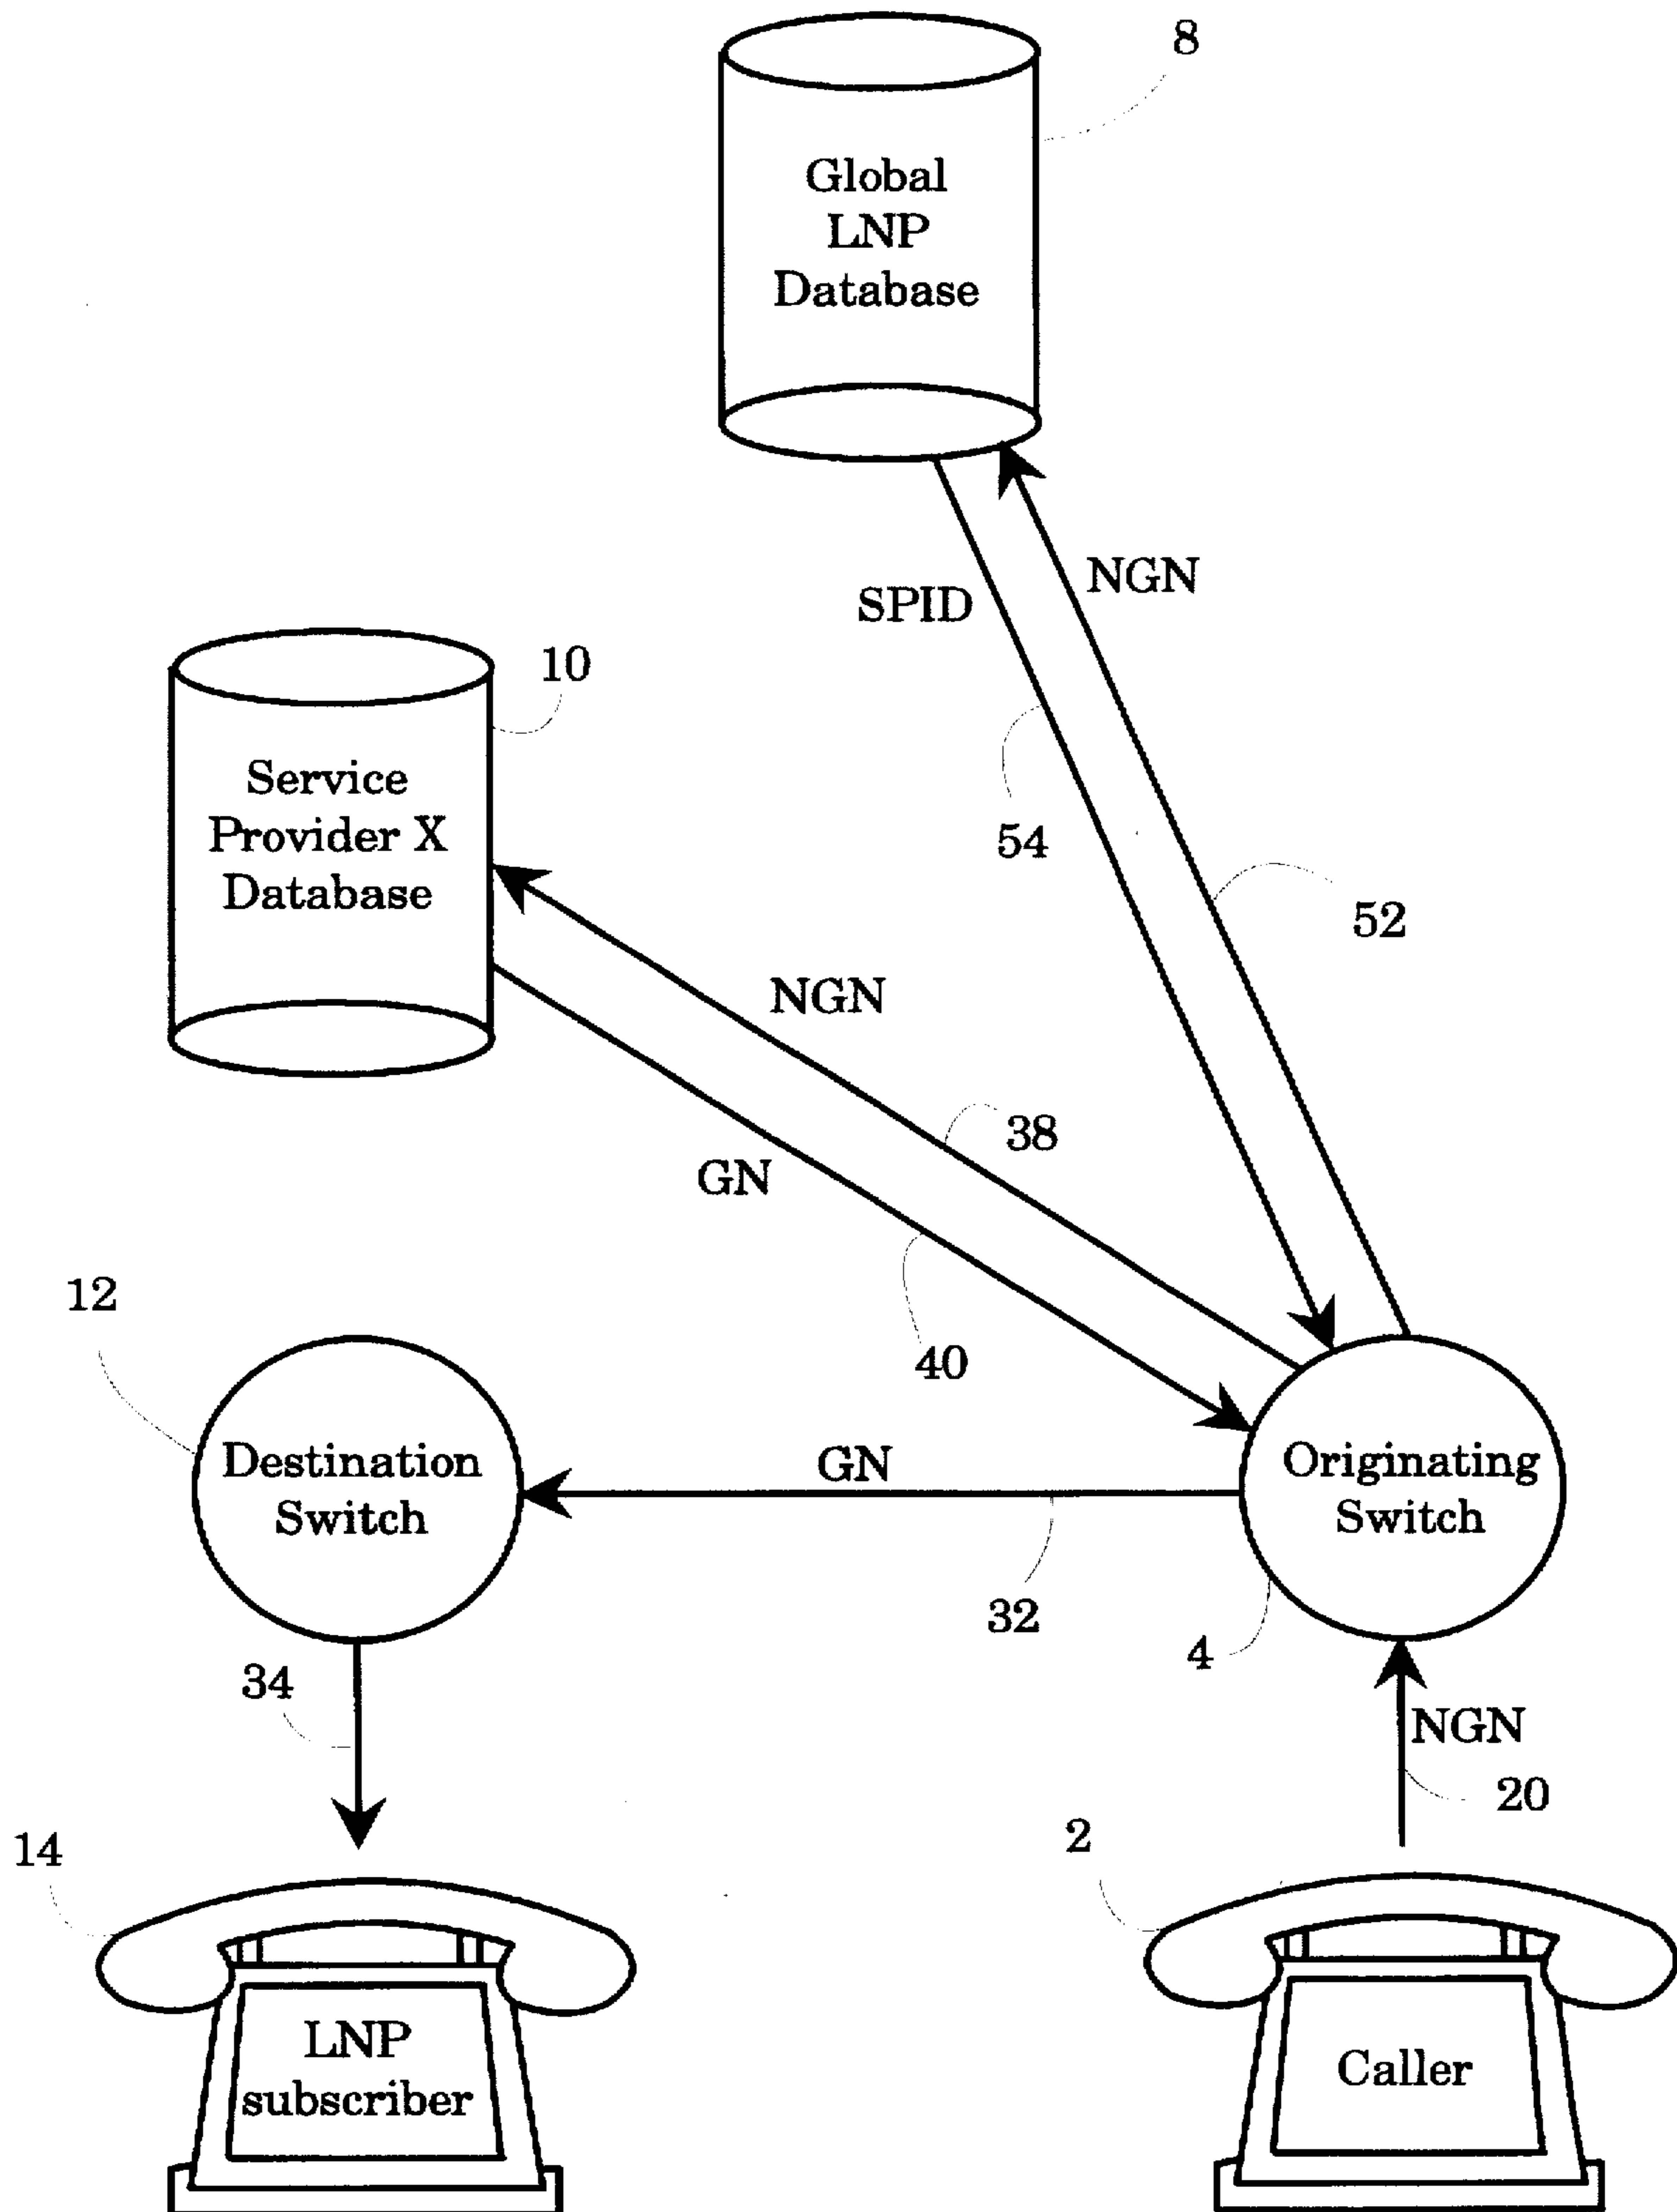 8
Global
LNP
Database
NGN
SPID
10
Service
Provider X
Database
54
52
NGN
38
GN
12
40
Destination
Switch
GN
Originating
Switch
32
4
34
NGN
20
14
2
LNP
subscriber
Caller